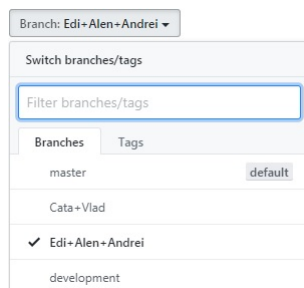 Branch: Edi+Alen+Andrei
Switch branches/tags
Filter branches/tags
Branches Tags
master default
Cata+Vlad
Edi+Alen+Andrei
development